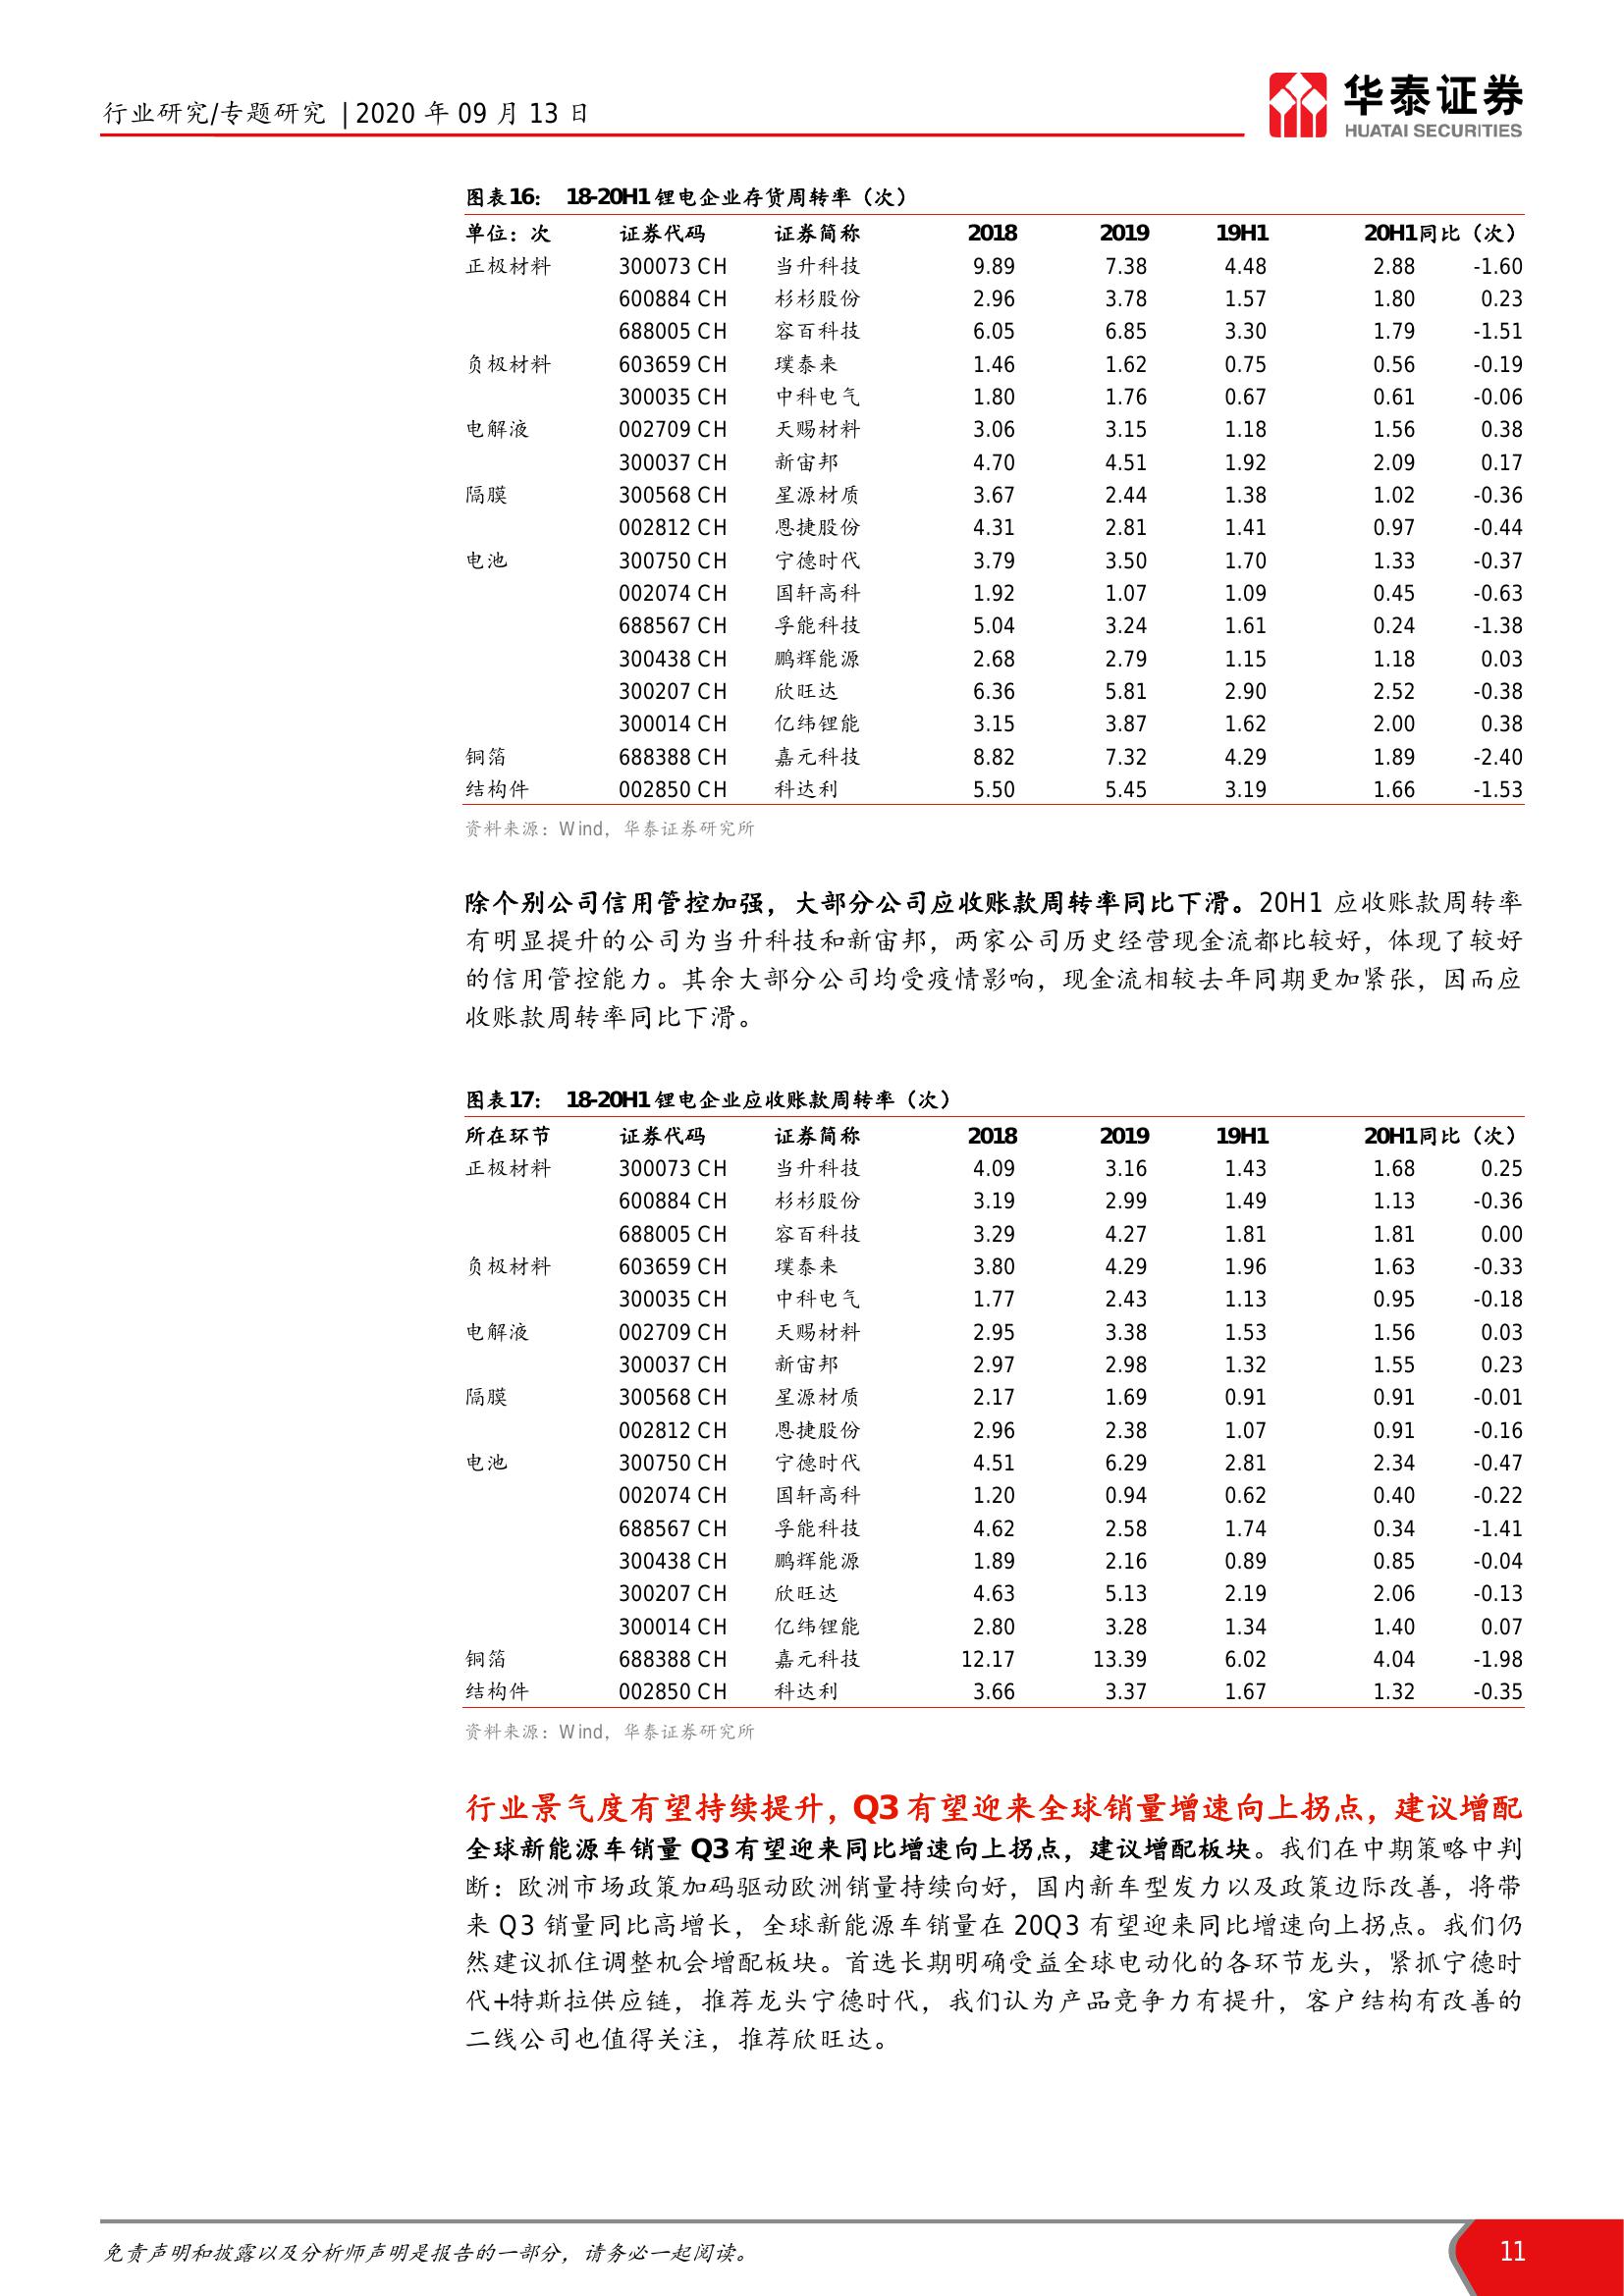 行业研究/专题研究 | 2020 年 09 月 13 日
华泰证券
HUATAI SECURITIES
图表16： 18-20H1 锂电企业存货周转率（次）
单位：次 证券代码 证券简称 2018 2019 19H1 20H1 同比（次）
正极材料 300073 CH 当升科技 9.89 7.38 4.48 2.88 -1.60
600884 CH 杉杉股份 2.96 3.78 1.57 1.80 0.23
688005 CH 容百科技 6.05 6.85 3.30 1.79 -1.51
负极材料 603659 CH 璞泰来 1.46 1.62 0.75 0.56 -0.19
300035 CH 中科电气 1.80 1.76 0.67 0.61 -0.06
电解液 002709 CH 天赐材料 3.06 3.15 1.18 1.56 0.38
300037 CH 新宙邦 4.70 4.51 1.92 2.09 0.17
隔膜 300568 CH 星源材质 3.67 2.44 1.38 1.02 -0.36
002812 CH 恩捷股份 4.31 2.81 1.41 0.97 -0.44
电池 300750 CH 宁德时代 3.79 3.50 1.70 1.33 -0.37
002074 CH 国轩高科 1.92 1.07 1.09 0.45 -0.63
688567 CH 孚能科技 5.04 3.24 1.61 0.24 -1.38
300438 CH 鹏辉能源 2.68 2.79 1.15 1.18 0.03
300207 CH 欣旺达 6.36 5.81 2.90 2.52 -0.38
300014 CH 亿纬锂能 3.15 3.87 1.62 2.00 0.38
铜箔 688388 CH 嘉元科技 8.82 7.32 4.29 1.89 -2.40
结构件 002850 CH 科达利 5.50 5.45 3.19 1.66 -1.53
资料来源：Wind，华泰证券研究所
除个别公司信用管控加强，大部分公司应收账款周转率同比下滑。20H1 应收账款周转率
有明显提升的公司为当升科技和新宙邦，两家公司历史经营现金流都比较好，体现了较好
的信用管控能力。其余大部分公司均受疫情影响，现金流相较去年同期更加紧张，因而应
收账款周转率同比下滑。
图表17： 18-20H1 锂电企业应收账款周转率（次）
所在环节 证券代码 证券简称 2018 2019 19H1 20H1 同比（次）
正极材料 300073 CH 当升科技 4.09 3.16 1.43 1.68 0.25
600884 CH 杉杉股份 3.19 2.99 1.49 1.13 -0.36
688005 CH 容百科技 3.29 4.27 1.81 1.81 0.00
负极材料 603659 CH 璞泰来 3.80 4.29 1.96 1.63 -0.33
300035 CH 中科电气 1.77 2.43 1.13 0.95 -0.18
电解液 002709 CH 天赐材料 2.95 3.38 1.53 1.56 0.03
300037 CH 新宙邦 2.97 2.98 1.32 1.55 0.23
隔膜 300568 CH 星源材质 2.17 1.69 0.91 0.91 -0.01
002812 CH 恩捷股份 2.96 2.38 1.07 0.91 -0.16
电池 300750 CH 宁德时代 4.51 6.29 2.81 2.34 -0.47
002074 CH 国轩高科 1.20 0.94 0.62 0.40 -0.22
688567 CH 孚能科技 4.62 2.58 1.74 0.34 -1.41
300438 CH 鹏辉能源 1.89 2.16 0.89 0.85 -0.04
300207 CH 欣旺达 4.63 5.13 2.19 2.06 -0.13
300014 CH 亿纬锂能 2.80 3.28 1.34 1.40 0.07
铜箔 688388 CH 嘉元科技 12.17 13.39 6.02 4.04 -1.98
结构件 002850 CH 科达利 3.66 3.37 1.67 1.32 -0.35
资料来源：Wind，华泰证券研究所
行业景气度有望持续提升，Q3 有望迎来全球销量增速向上拐点，建议增配
全球新能源车销量 Q3 有望迎来同比增速向上拐点，建议增配板块。我们在中期策略中判
断：欧洲市场政策加码驱动欧洲销量持续向好，国内新车型发力以及政策边际改善，将带
来 Q3 销量同比高增长，全球新能源车销量在 20Q3 有望迎来同比增速向上拐点。我们仍
然建议抓住调整机会增配板块。首选长期明确受益全球电动化的各环节龙头，紧抓宁德时
代+特斯拉供应链，推荐龙头宁德时代，我们认为产品竞争力有提升，客户结构有改善的
二线公司也值得关注，推荐欣旺达。
免责声明和披露以及分析师声明是报告的一部分，请务必一起阅读。
11